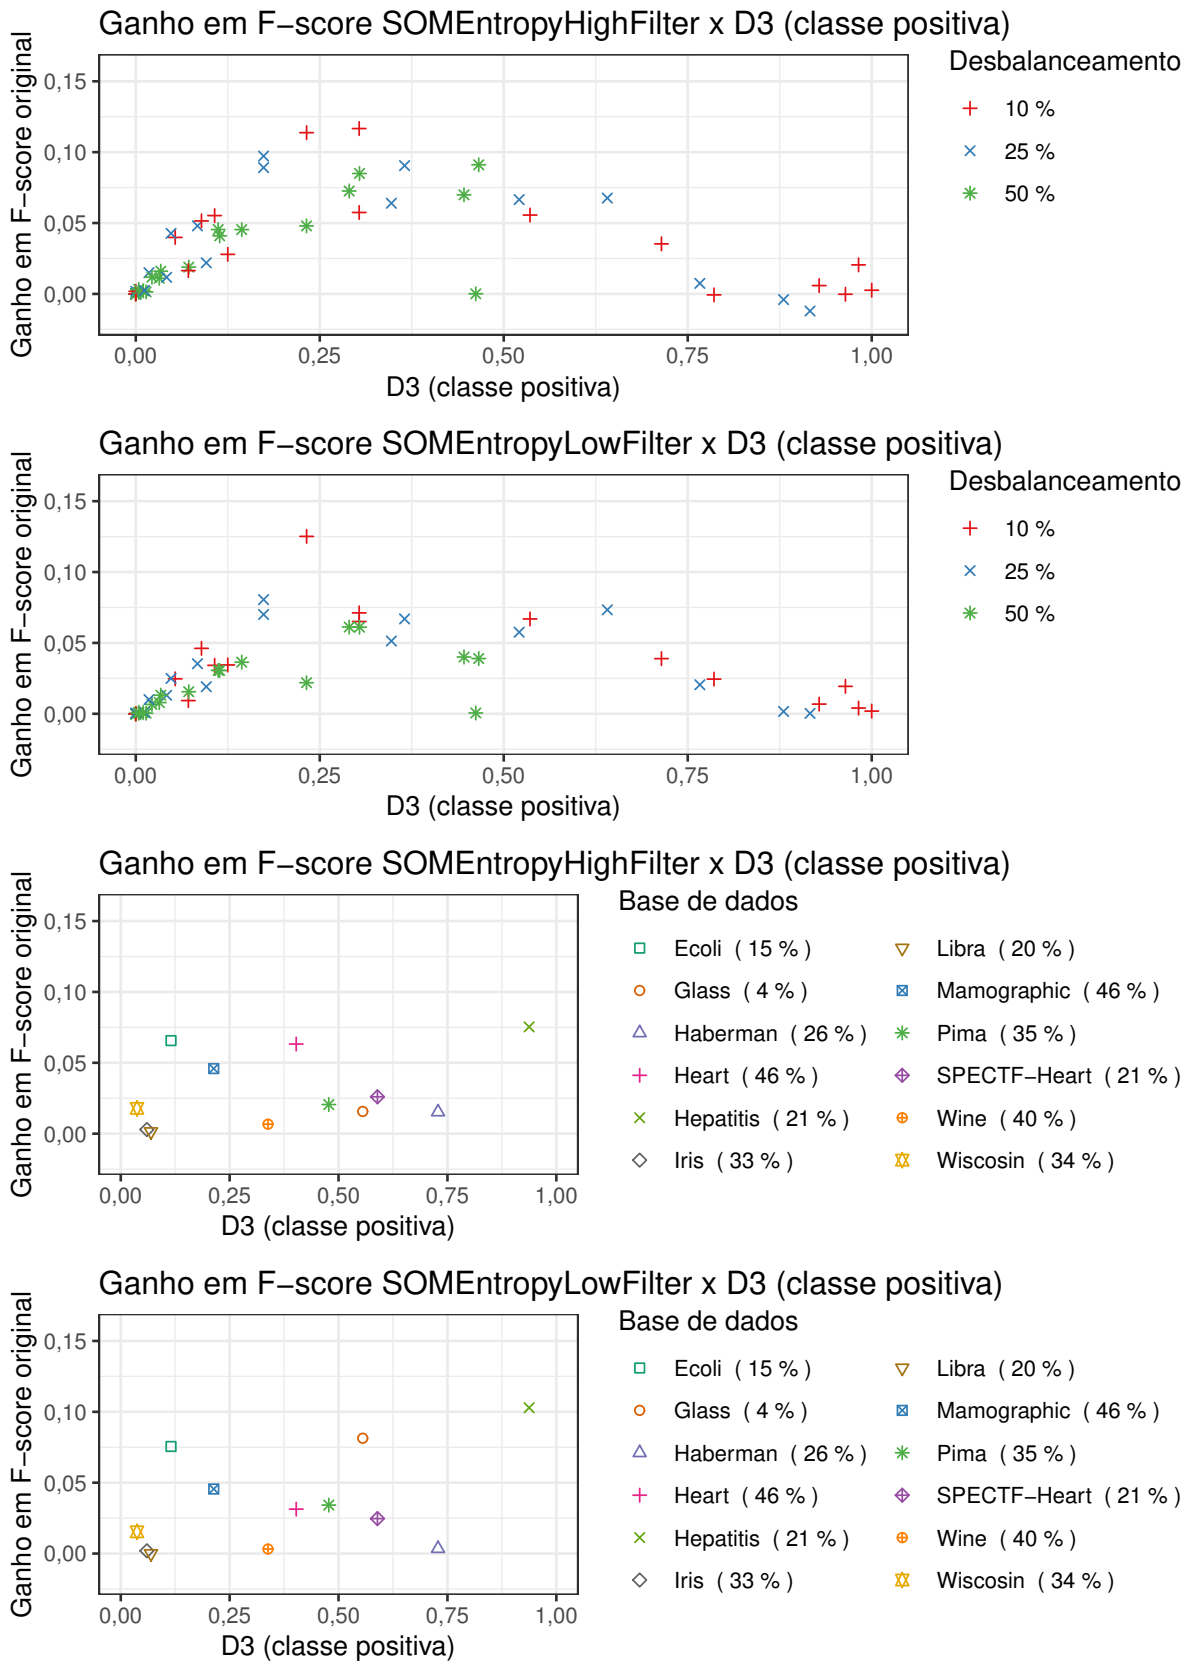 Ganho em F−score SOMEntropyHighFilter x D3 (classe positiva)
Ganho em F−score original
0,15
0,10
0,05
0,00
0,00 0,25 0,50 0,75 1,00
D3 (classe positiva)
Desbalanceamento
10 %
25 %
50 %
Ganho em F−score SOMEntropyLowFilter x D3 (classe positiva)
Ganho em F−score original
0,15
0,10
0,05
0,00
0,00 0,25 0,50 0,75 1,00
D3 (classe positiva)
Desbalanceamento
10 %
25 %
50 %
Ganho em F−score SOMEntropyHighFilter x D3 (classe positiva)
Ganho em F−score original
0,15
0,10
0,05
0,00
0,00 0,25 0,50 0,75 1,00
D3 (classe positiva)
Base de dados
Ecoli ( 15 %)
Glass ( 4 %)
Haberman ( 26 % )
Heart ( 46 % )
Hepatitis ( 21 % )
Iris ( 33 % )
Libra ( 20 % )
Mamographic ( 46 % )
Pima ( 35 % )
SPECTF−Heart ( 21 % )
Wine ( 40 % )
Wiscosin ( 34 % )
Ganho em F−score SOMEntropyLowFilter x D3 (classe positiva)
Ganho em F−score original
0,15
0,10
0,05
0,00
0,00 0,25 0,50 0,75 1,00
D3 (classe positiva)
Base de dados
Ecoli ( 15 %)
Glass ( 4 %)
Haberman ( 26 % )
Heart ( 46 % )
Hepatitis ( 21 % )
Iris ( 33 % )
Libra ( 20 % )
Mamographic ( 46 % )
Pima ( 35 % )
SPECTF−Heart ( 21 % )
Wine ( 40 % )
Wiscosin ( 34 % )